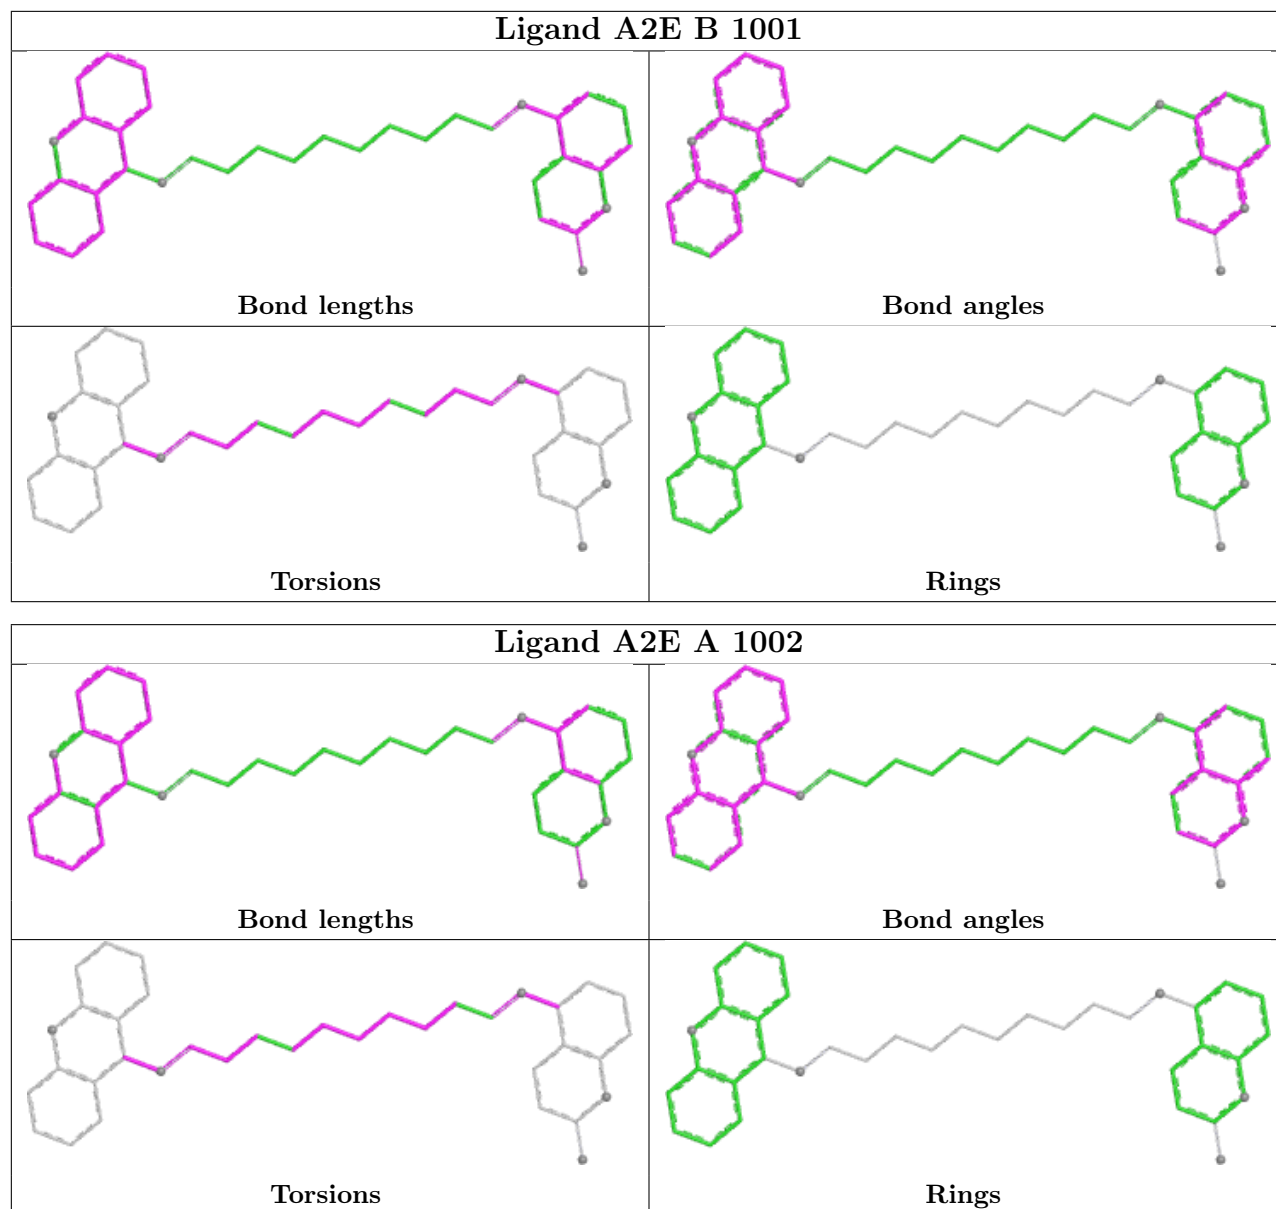 Ligand A2E B 1001
Bond lengths
Bond angles
Torsions
Rings
Ligand A2E A 1002
Bond lengths
Bond angles
Torsions
Rings